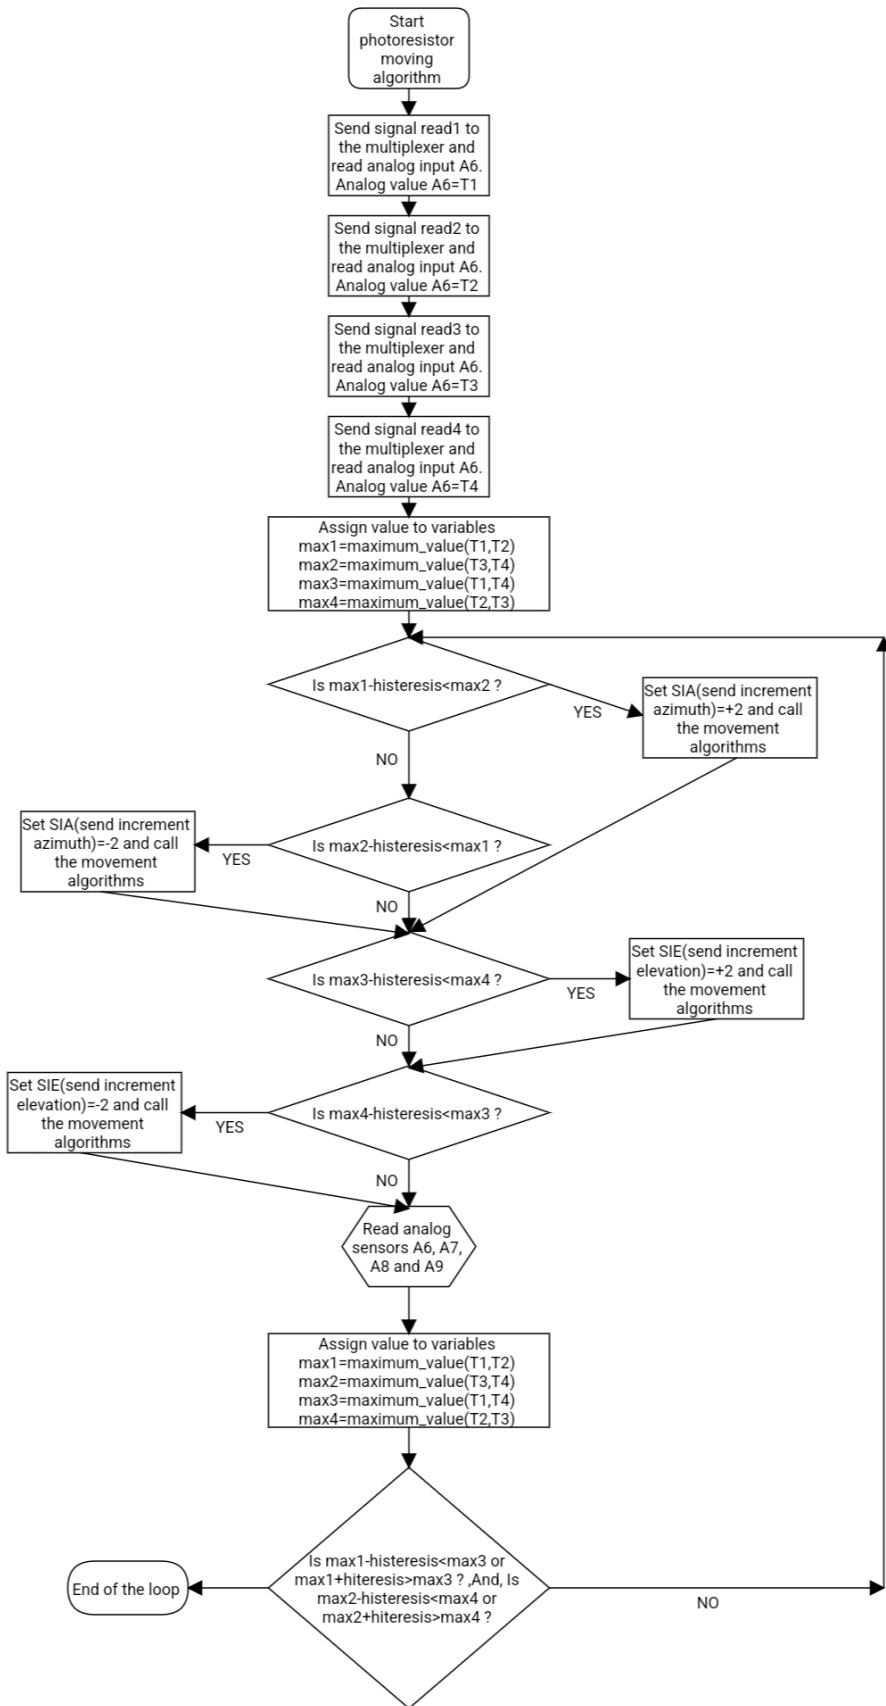 Start
photoresistor
moving
algorithm
Send signal read1 to
the multiplexer and
read analog input A6.
Analog value A6=T1
Send signal read2 to
the multiplexer and
read analog input A6.
Analog value A6=T2
Send signal read3 to
the multiplexer and
read analog input A6.
Analog value A6=T3
Send signal read4 to
the multiplexer and
read analog input A6.
Analog value A6=T4
Assign value to variables
max1=maximum_value(T1,T2)
max2=maximum_value(T3,T4)
max3=maximum_value(T1,T4)
max4=maximum_value(T2,T3)
Is max1-histeresis<max2 ?
YES
Set SIA(send increment
azimuth)=+2 and call
the movement
algorithms
NO
Is max2-histeresis<max1 ?
YES
Set SIA(send increment
azimuth)=-2 and call
the movement
algorithms
NO
Is max3-histeresis<max4 ?
YES
Set SIE(send increment
elevation)=+2 and call
the movement
algorithms
NO
Is max4-histeresis<max3 ?
YES
Set SIE(send increment
elevation)=-2 and call
the movement
algorithms
NO
Read analog
sensors A6, A7,
A8 and A9
Assign value to variables
max1=maximum_value(T1,T2)
max2=maximum_value(T3,T4)
max3=maximum_value(T1,T4)
max4=maximum_value(T2,T3)
Is max1-histeresis<max3 or
max1+hiteresis>max3 ? ,And, Is
max2-histeresis<max4 or
max2+hiteresis>max4 ?
NO
End of the loop